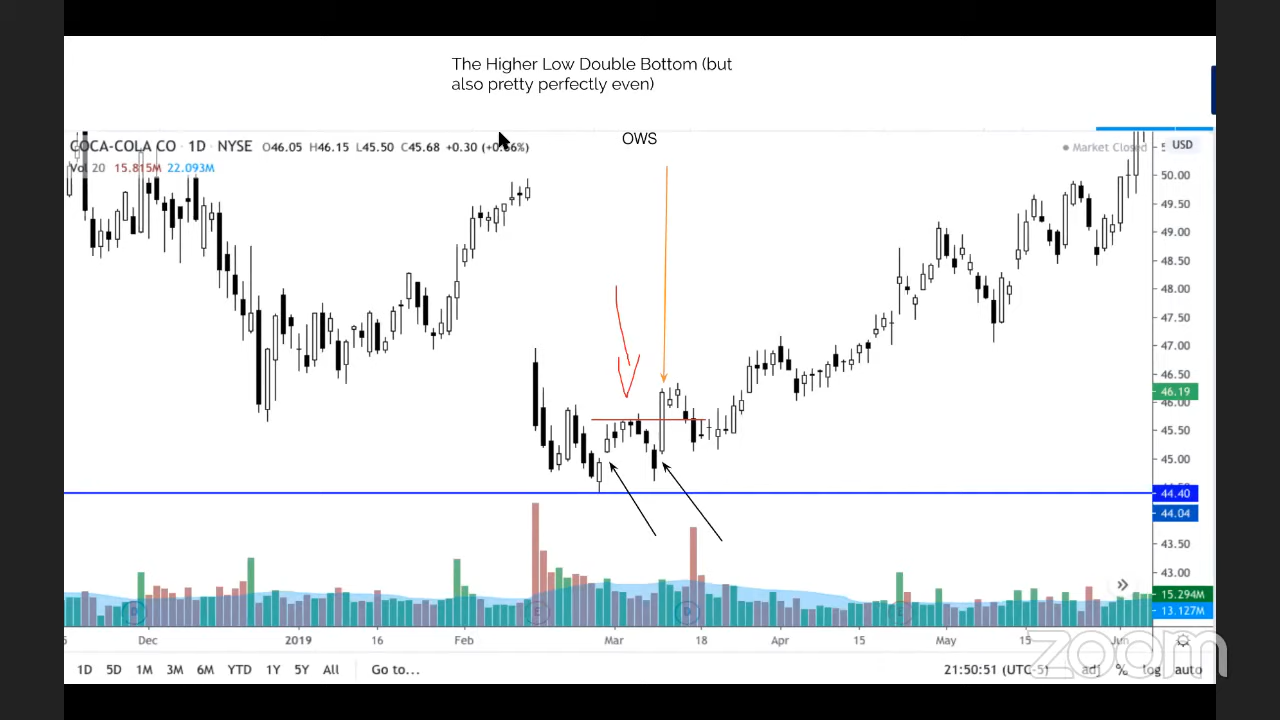 The Higher Low Double Bottom (but
also pretty perfectly even)
OWS
COCA-COLA CO · 1D · NYSE O46.05 H46.15 L45.50 C45.68 +0.30 (+0.66%)
Market Closed
USD
Vol 20 15.815M 22.093M
50.00
49.50
49.00
48.50
48.00
47.50
47.00
46.50
46.19
46.00
45.50
45.00
44.40
44.04
43.50
43.00
15.294M
13.127M
D E D E
Dec 2019 16 Feb Mar 18 Apr 15 May 15 Jun
1D 5D 1M 3M 6M YTD 1Y 5Y All Go to...
21:50:51 (UTC-5) adj % log auto
zoom